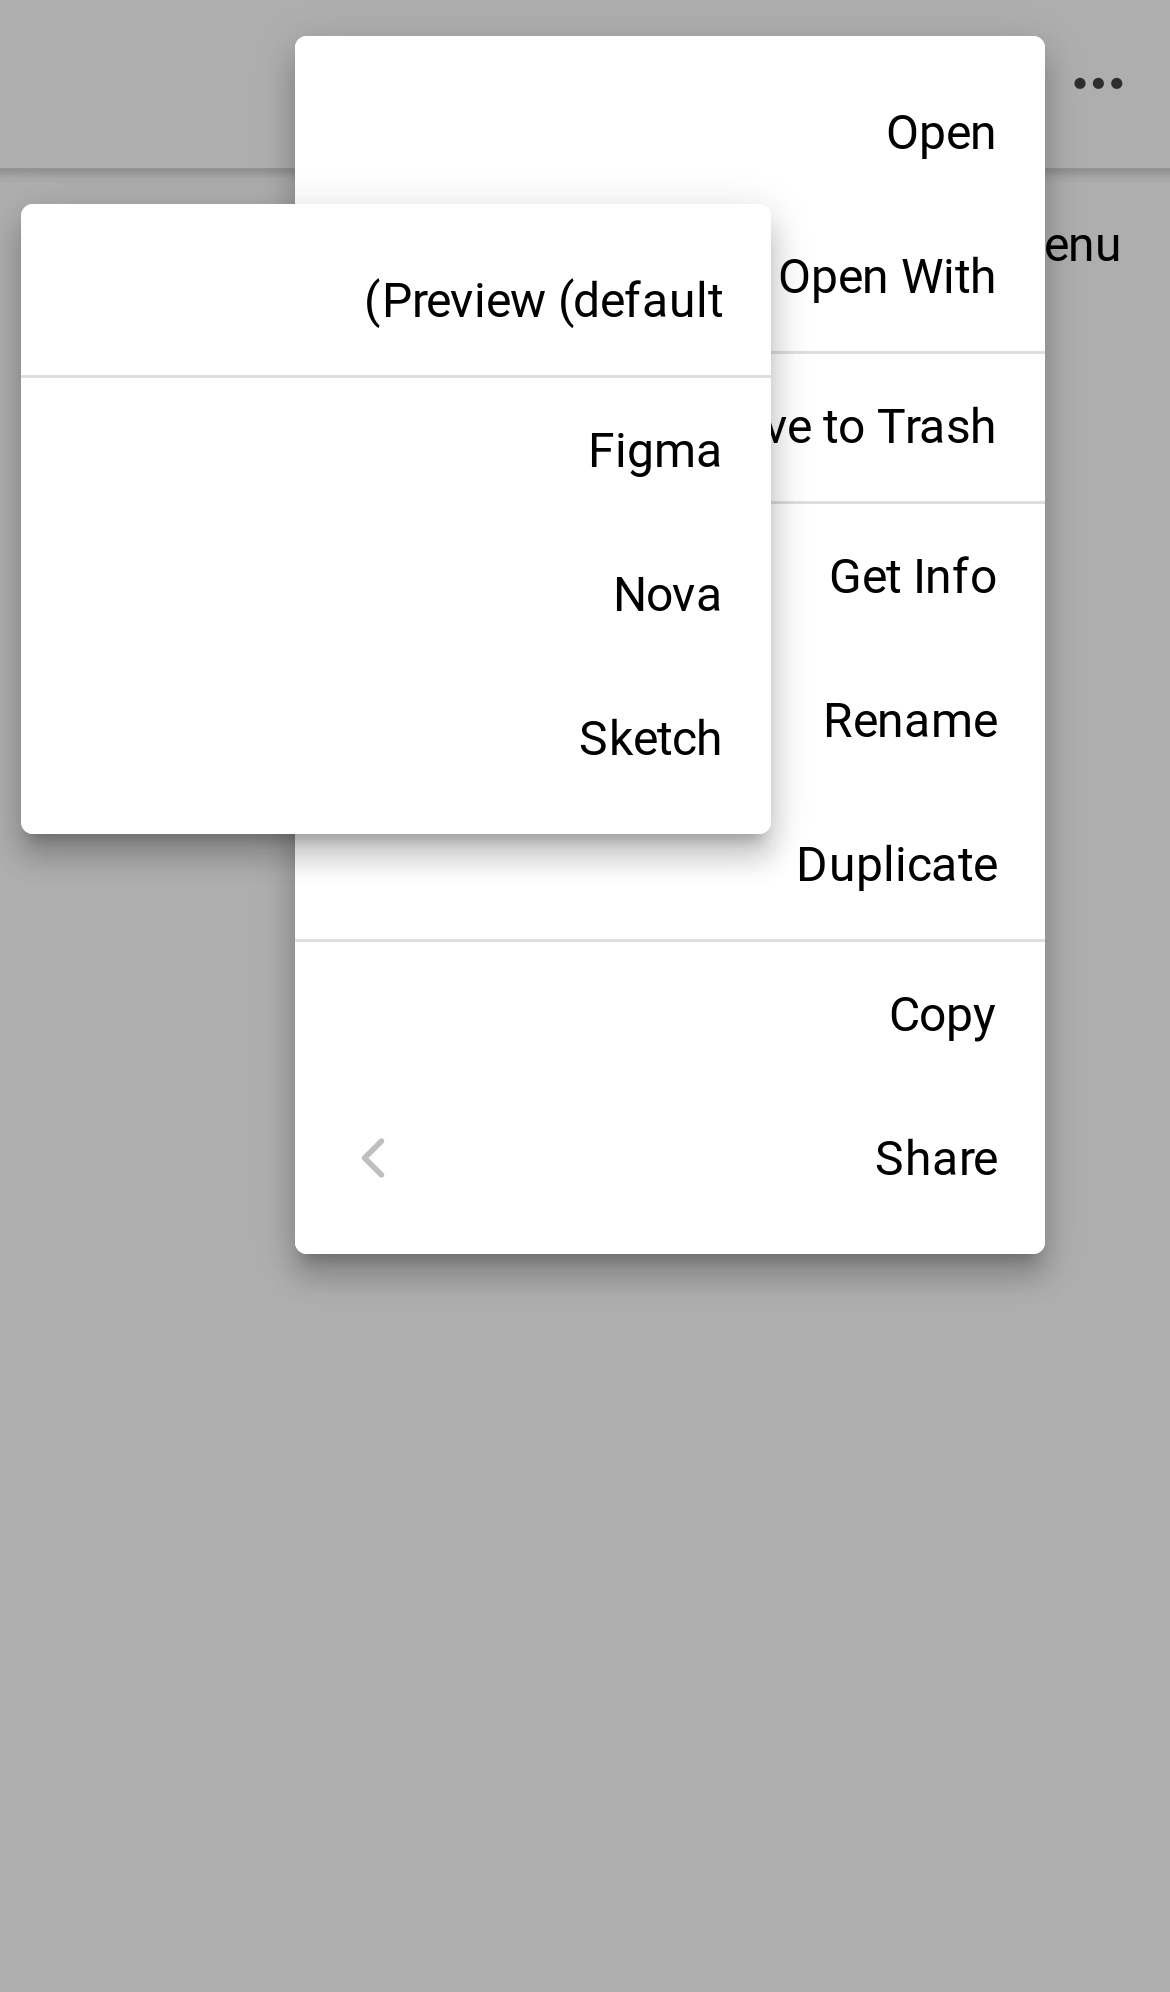 Open
Open With
ve to Trash
Get Info
Rename
Duplicate
Copy
Share
(Preview (default
Figma
Nova
Sketch
enu